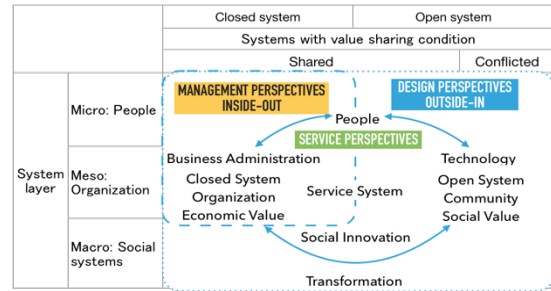 Closed system Open system
Systems with value sharing condition
Shared Conflicted
System layer
Micro: People
Meso: Organization
Macro: Social systems
MANAGEMENT PERSPECTIVES
INSIDE-OUT
DESIGN PERSPECTIVES
OUTSIDE-IN
People
SERVICE PERSPECTIVES
Business Administration
Technology
Closed System
Organization
Economic Value
Service System
Open System
Community
Social Value
Social Innovation
Transformation